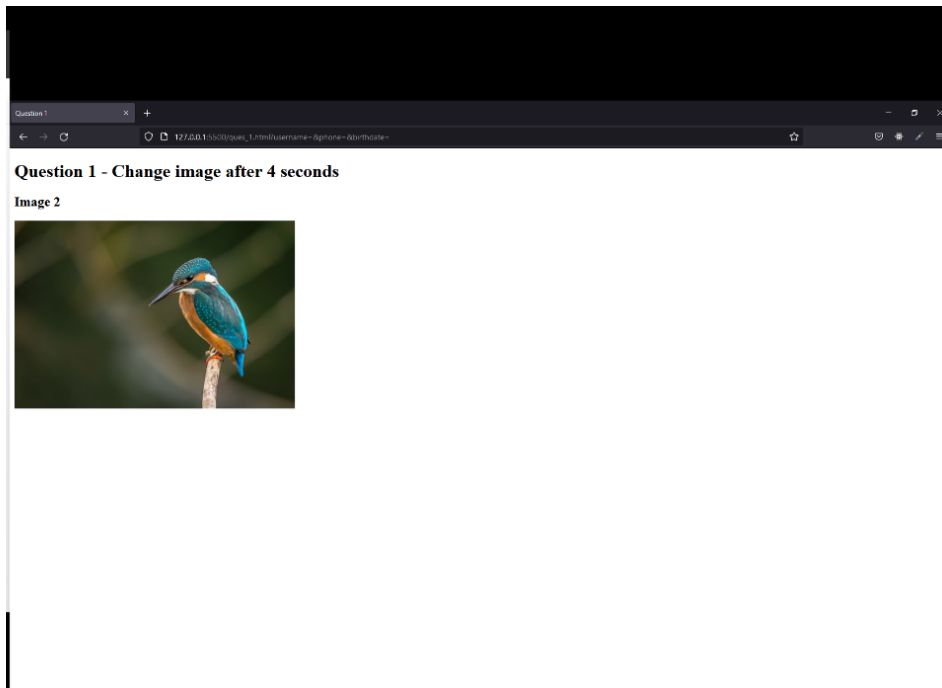 Question 1
127.0.0.1:5500/ques_1.html?username=&phone=&birthdate=
Question 1 - Change image after 4 seconds
Image 2